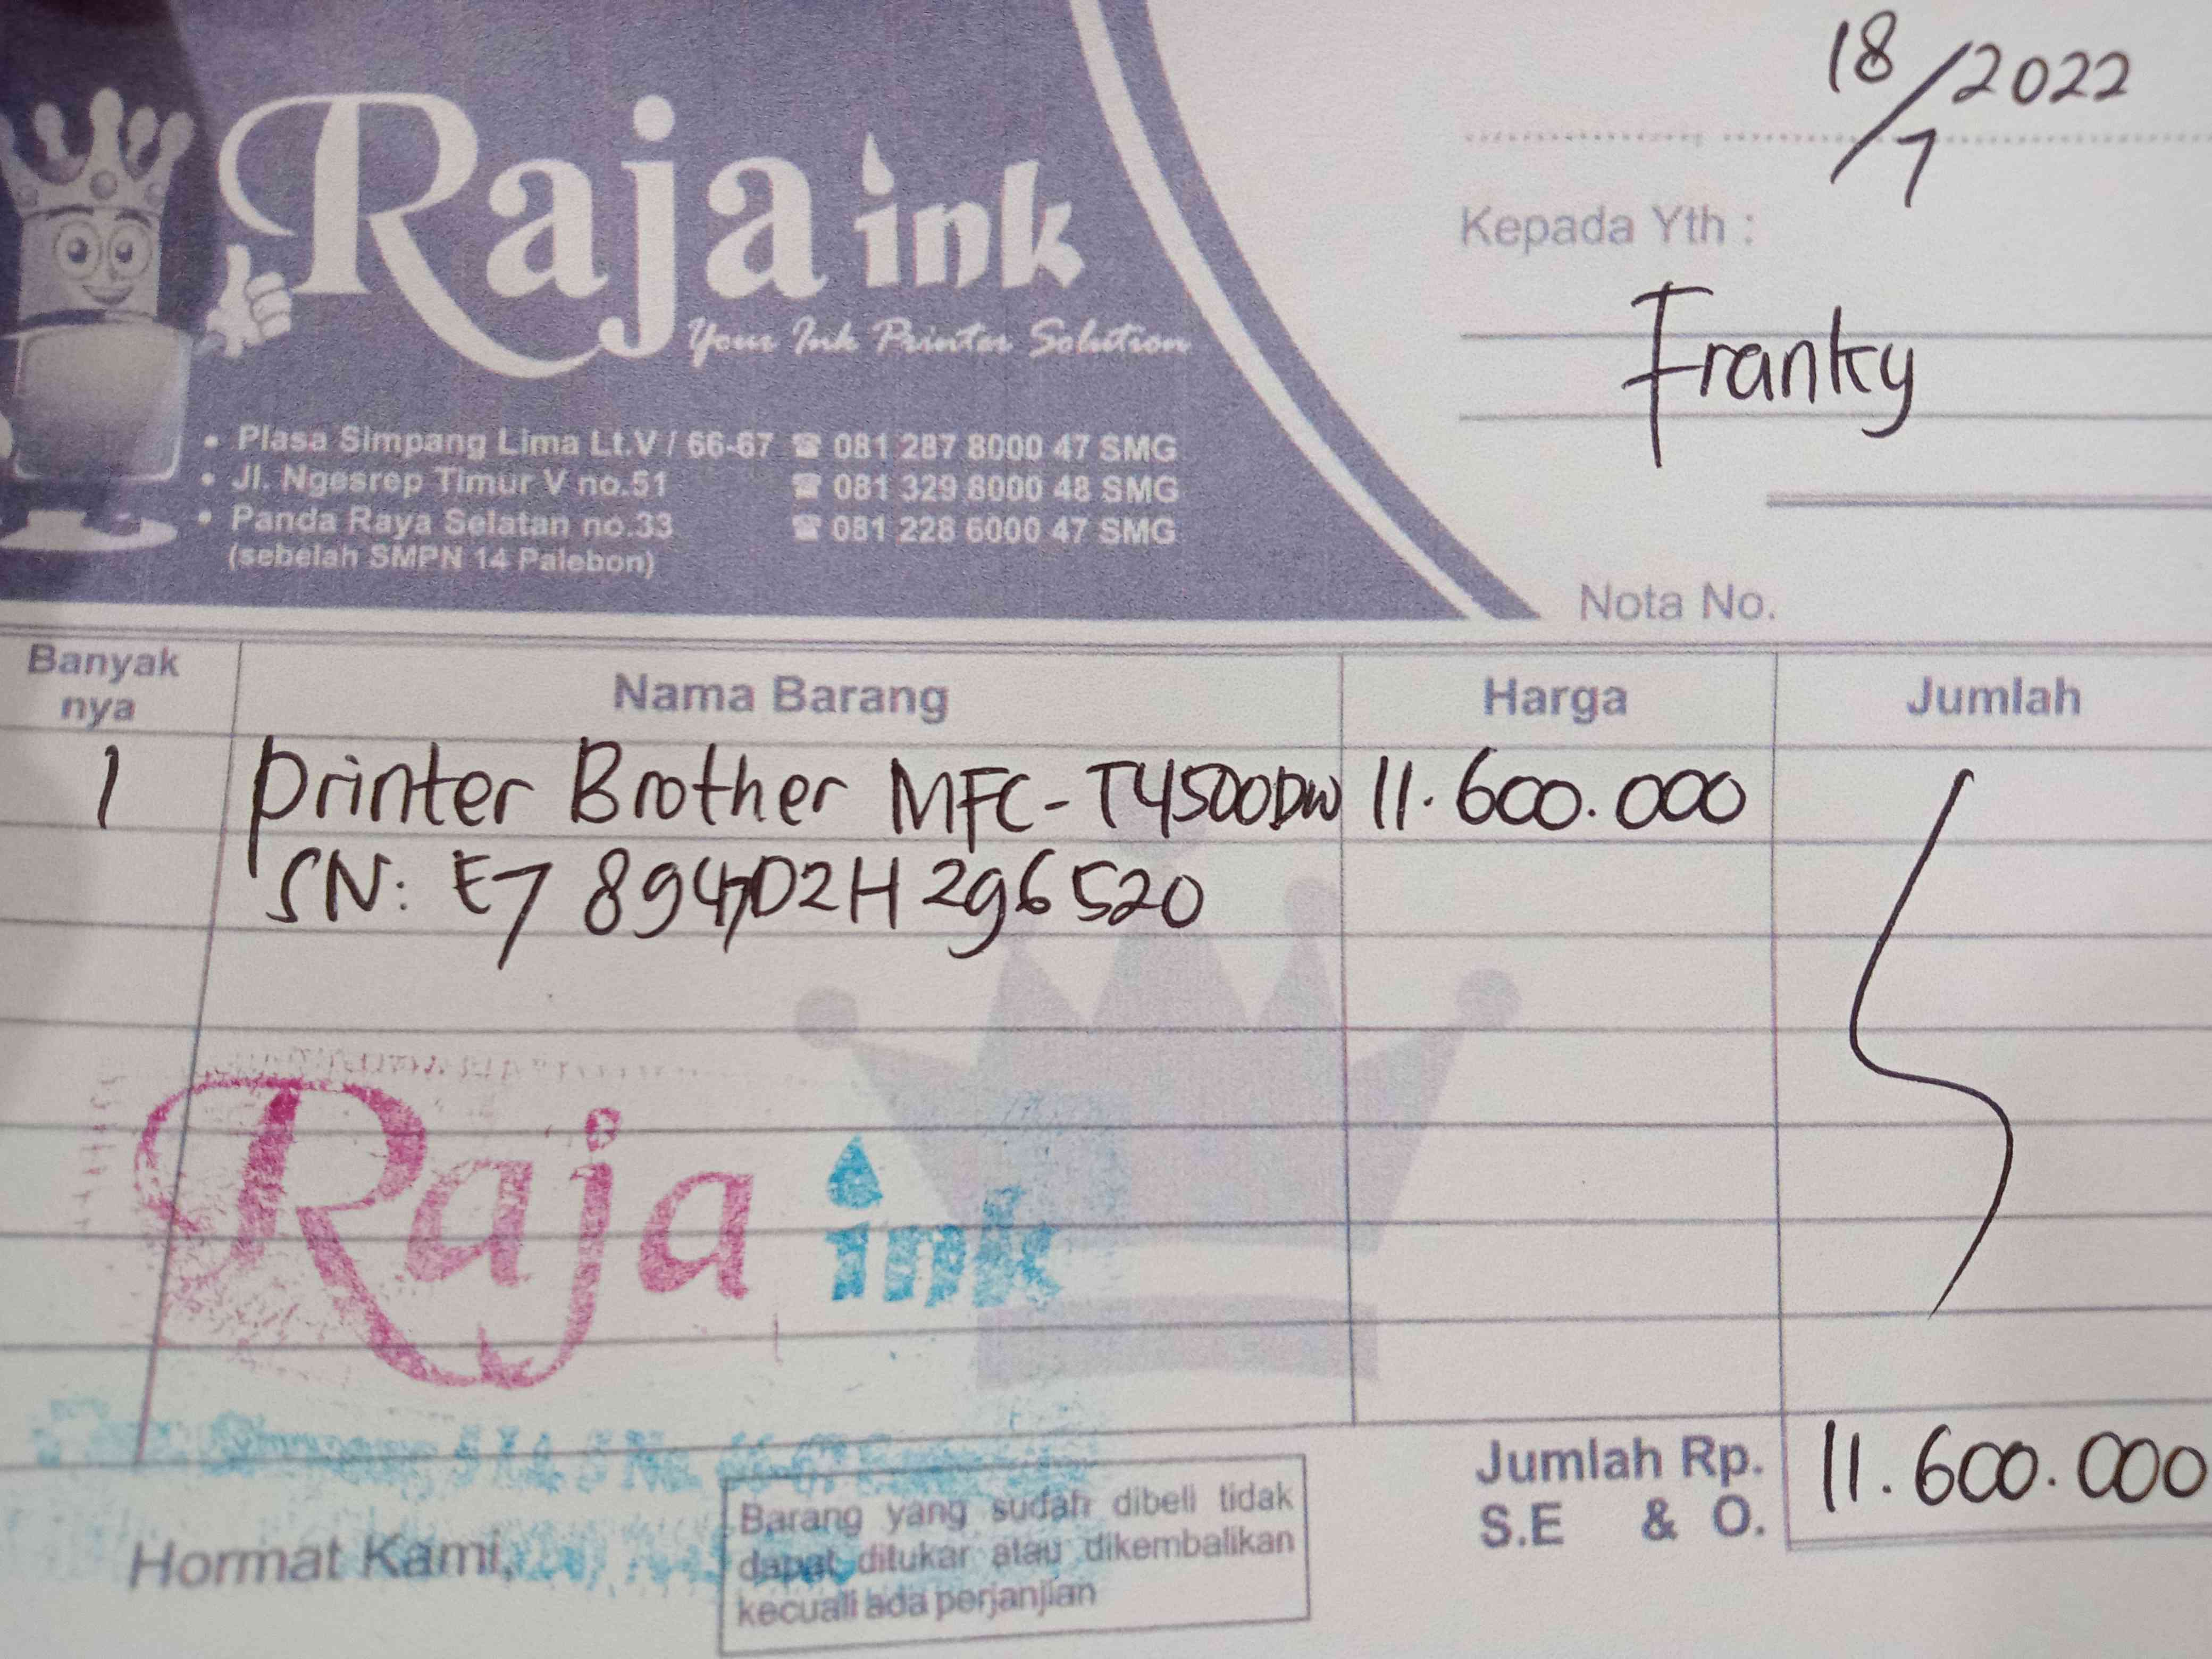 Raja ink
Your Ink Printer Solution
• Plasa Simpang Lima Lt.V / 66-67 ☎ 081 287 8000 47 SMG
• Jl. Ngesrep Timur V no.51 ☎ 081 329 8000 48 SMG
• Panda Raya Selatan no.33 ☎ 081 228 6000 47 SMG
(sebelah SMPN 14 Palebon)
18/7/2022
Kepada Yth :
Franky
Nota No.
Banyak nya Nama Barang Harga Jumlah
1 Printer Brother MFC-T4500DW 11.600.000
SN: E7 8947D2H 296520
Raja ink
Jumlah Rp. 11.600.000
S.E & O.
Hormat Kami,
Barang yang sudah dibeli tidak
dapat ditukar atau dikembalikan
kecuali ada perjanjian